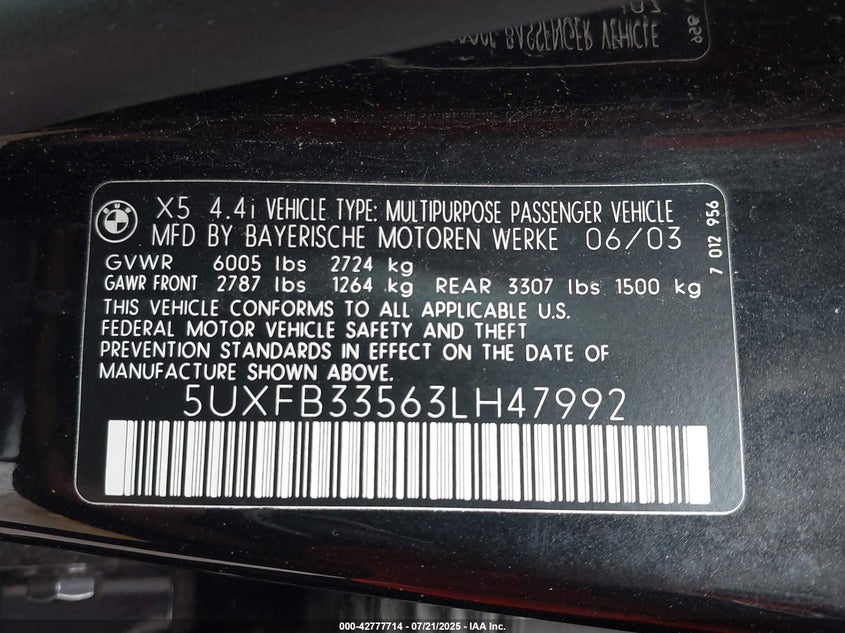 PASSENGER VEHICLE
BMW
X5 4.4i VEHICLE TYPE: MULTIPURPOSE PASSENGER VEHICLE
MFD BY BAYERISCHE MOTOREN WERKE 06/03
7 012 956
GVWR 6005 lbs 2724 kg
GAWR FRONT 2787 lbs 1264 kg REAR 3307 lbs 1500 kg
THIS VEHICLE CONFORMS TO ALL APPLICABLE U.S.
FEDERAL MOTOR VEHICLE SAFETY AND THEFT
PREVENTION STANDARDS IN EFFECT ON THE DATE OF
MANUFACTURE SHOWN ABOVE.
5UXFB33563LH47992
000-42777714 - 07/21/2025 - IAA Inc.